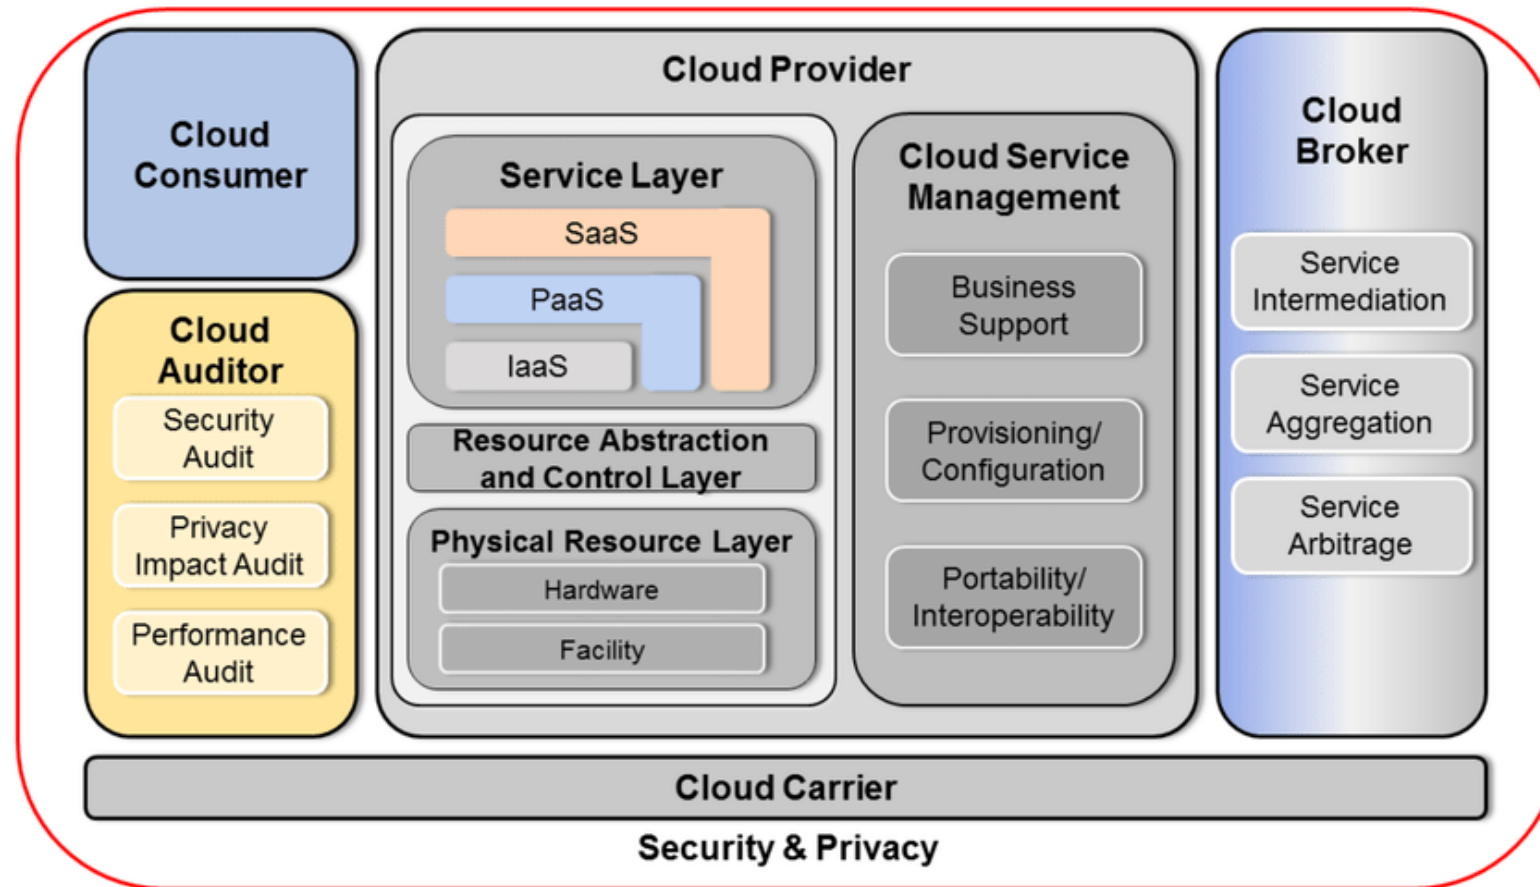 Cloud
Consumer
Cloud
Auditor
Security
Audit
Privacy
Impact Audit
Performance
Audit
Cloud Provider
Service Layer
SaaS
PaaS
IaaS
Resource Abstraction
and Control Layer
Physical Resource Layer
Hardware
Facility
Cloud Service
Management
Business
Support
Provisioning/
Configuration
Portability/
Interoperability
Cloud
Broker
Service
Intermediation
Service
Aggregation
Service
Arbitrage
Cloud Carrier
Security & Privacy